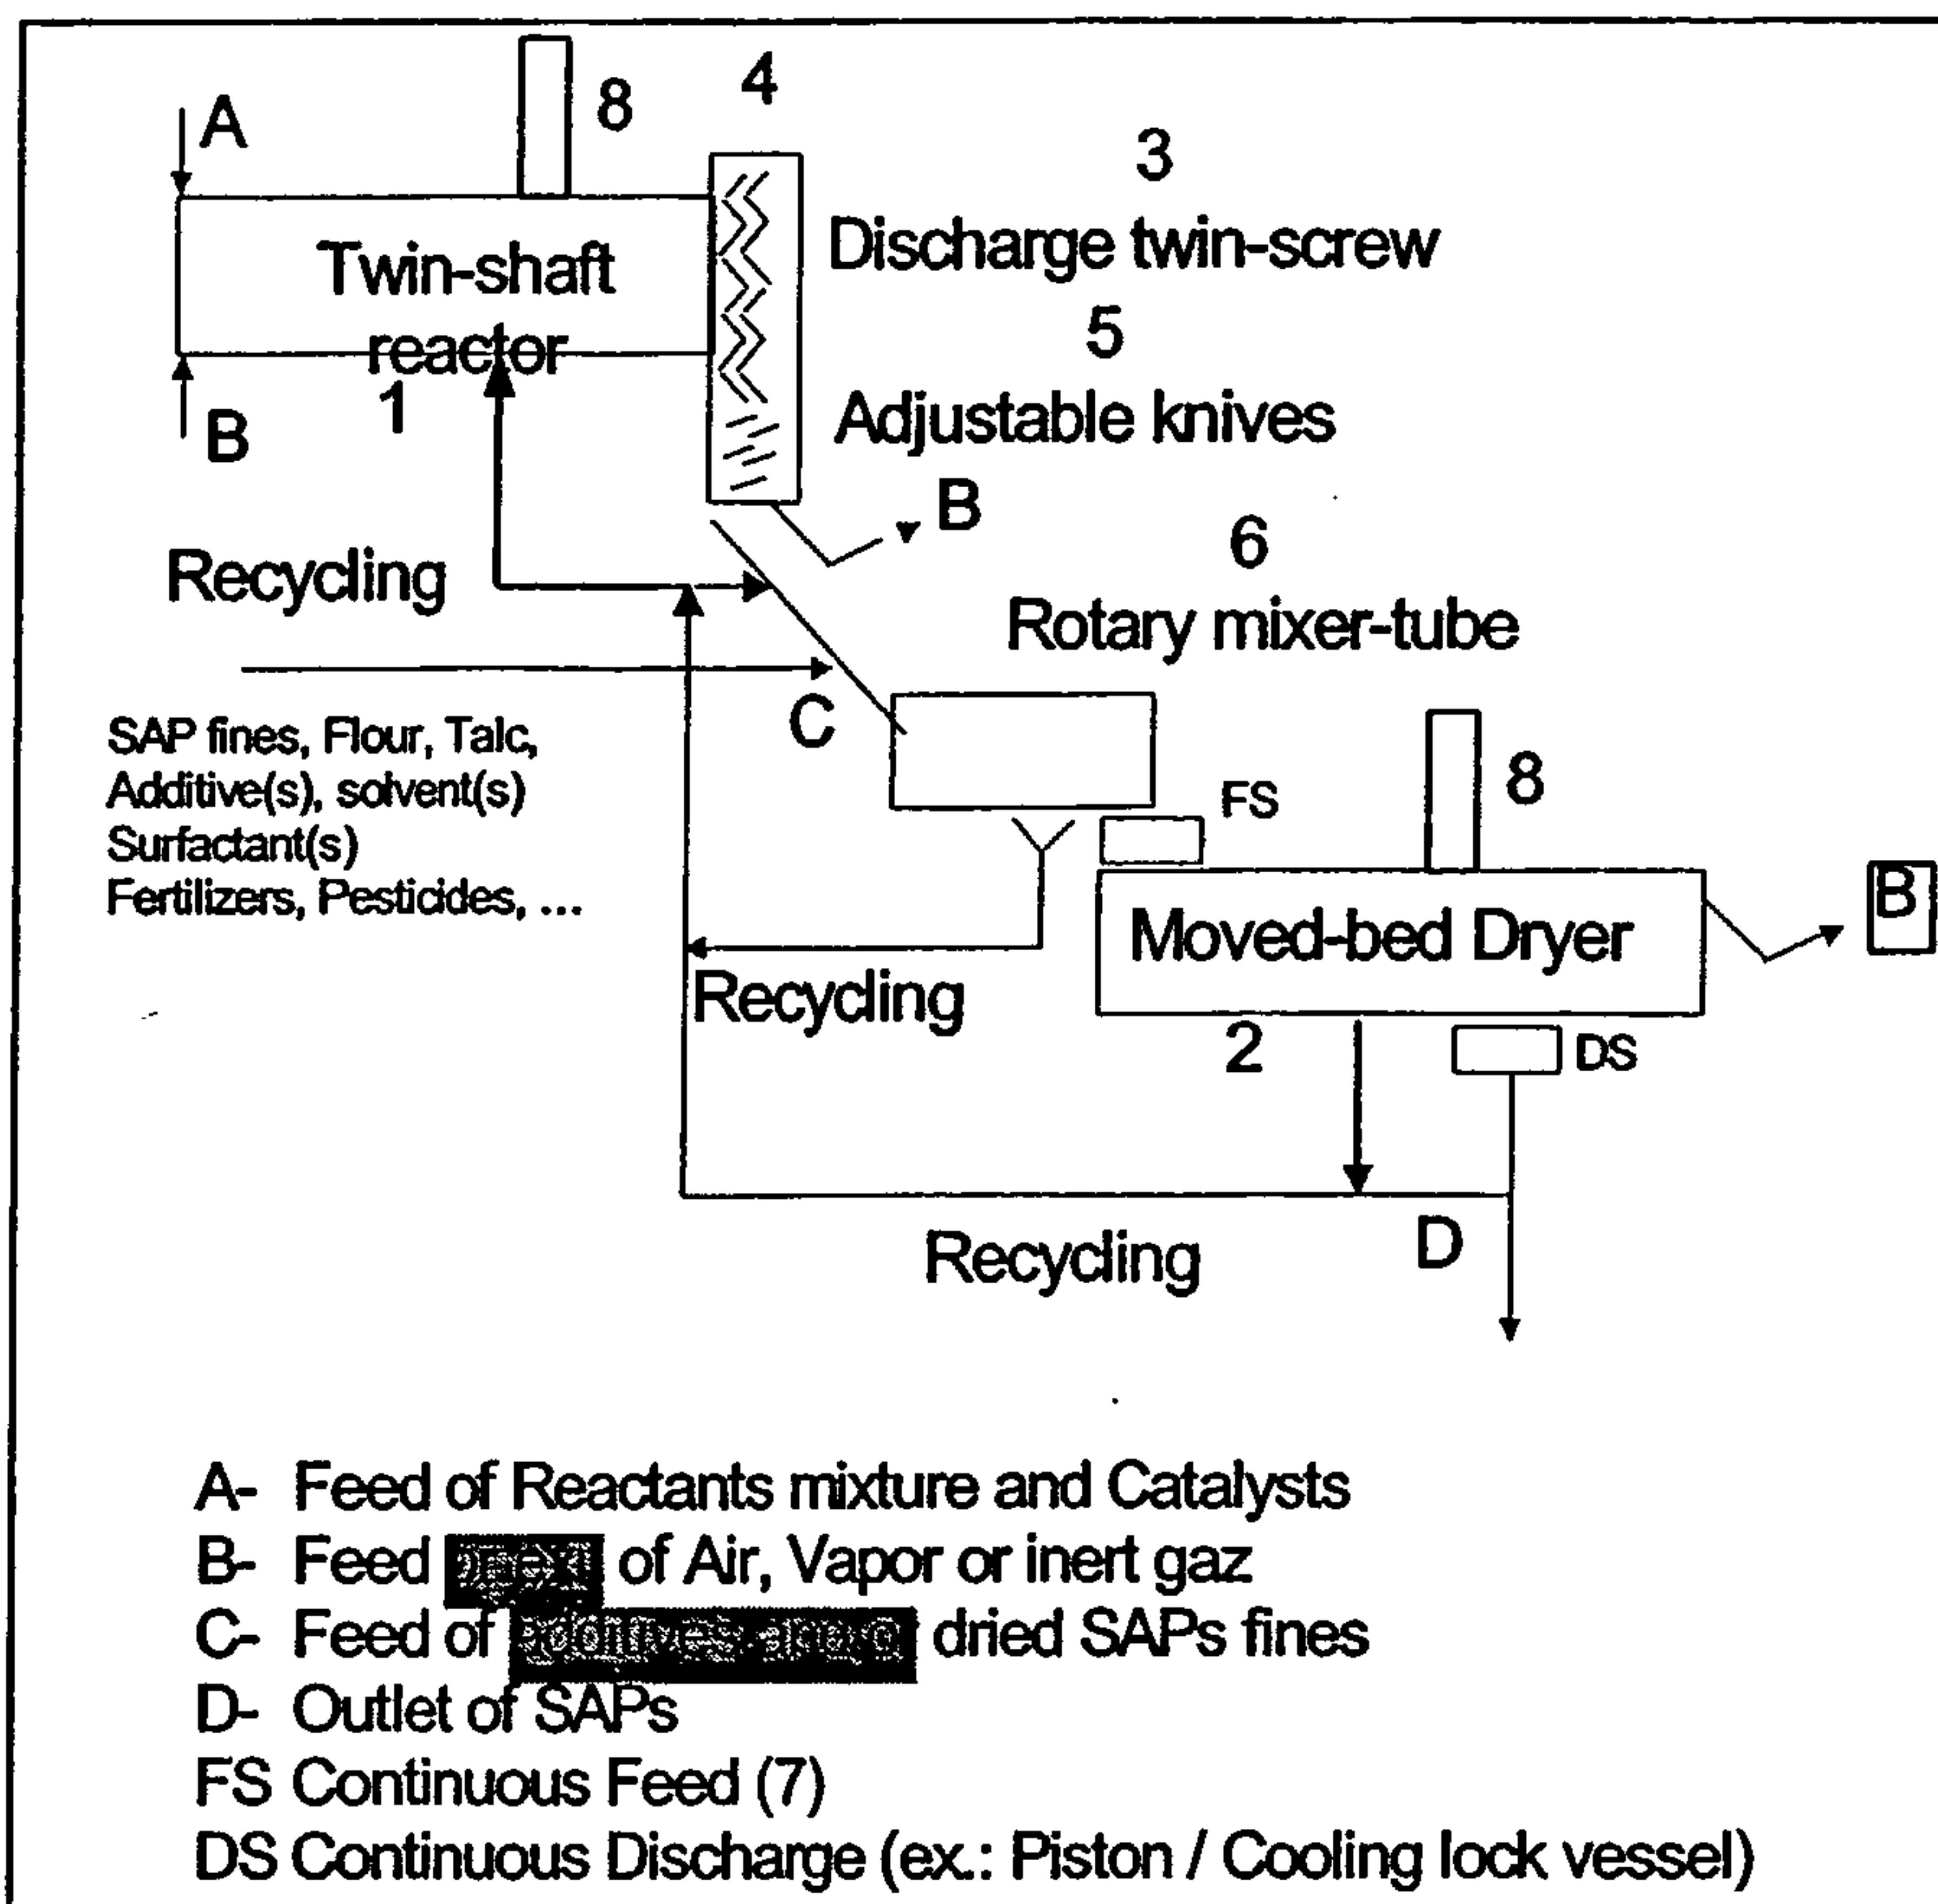 8
4
A
3
Discharge twin-screw
Twin-shaft
reactor
5
1
Adjustable knives
B
B
6
Recycling
Rotary mixer-tube
C
SAP fines, Flour, Talc,
Additive(s), solvent(s)
Surfactant(s)
Fertilizers, Pesticides, ...
FS
8
B
Moved-bed Dryer
Recycling
2
DS
D
Recycling
A- Feed of Reactants mixture and Catalysts
B- Feed of Air, Vapor or inert gaz
C- Feed of additives and/or dried SAPs fines
D- Outlet of SAPs
FS Continuous Feed (7)
DS Continuous Discharge (ex.: Piston / Cooling lock vessel)